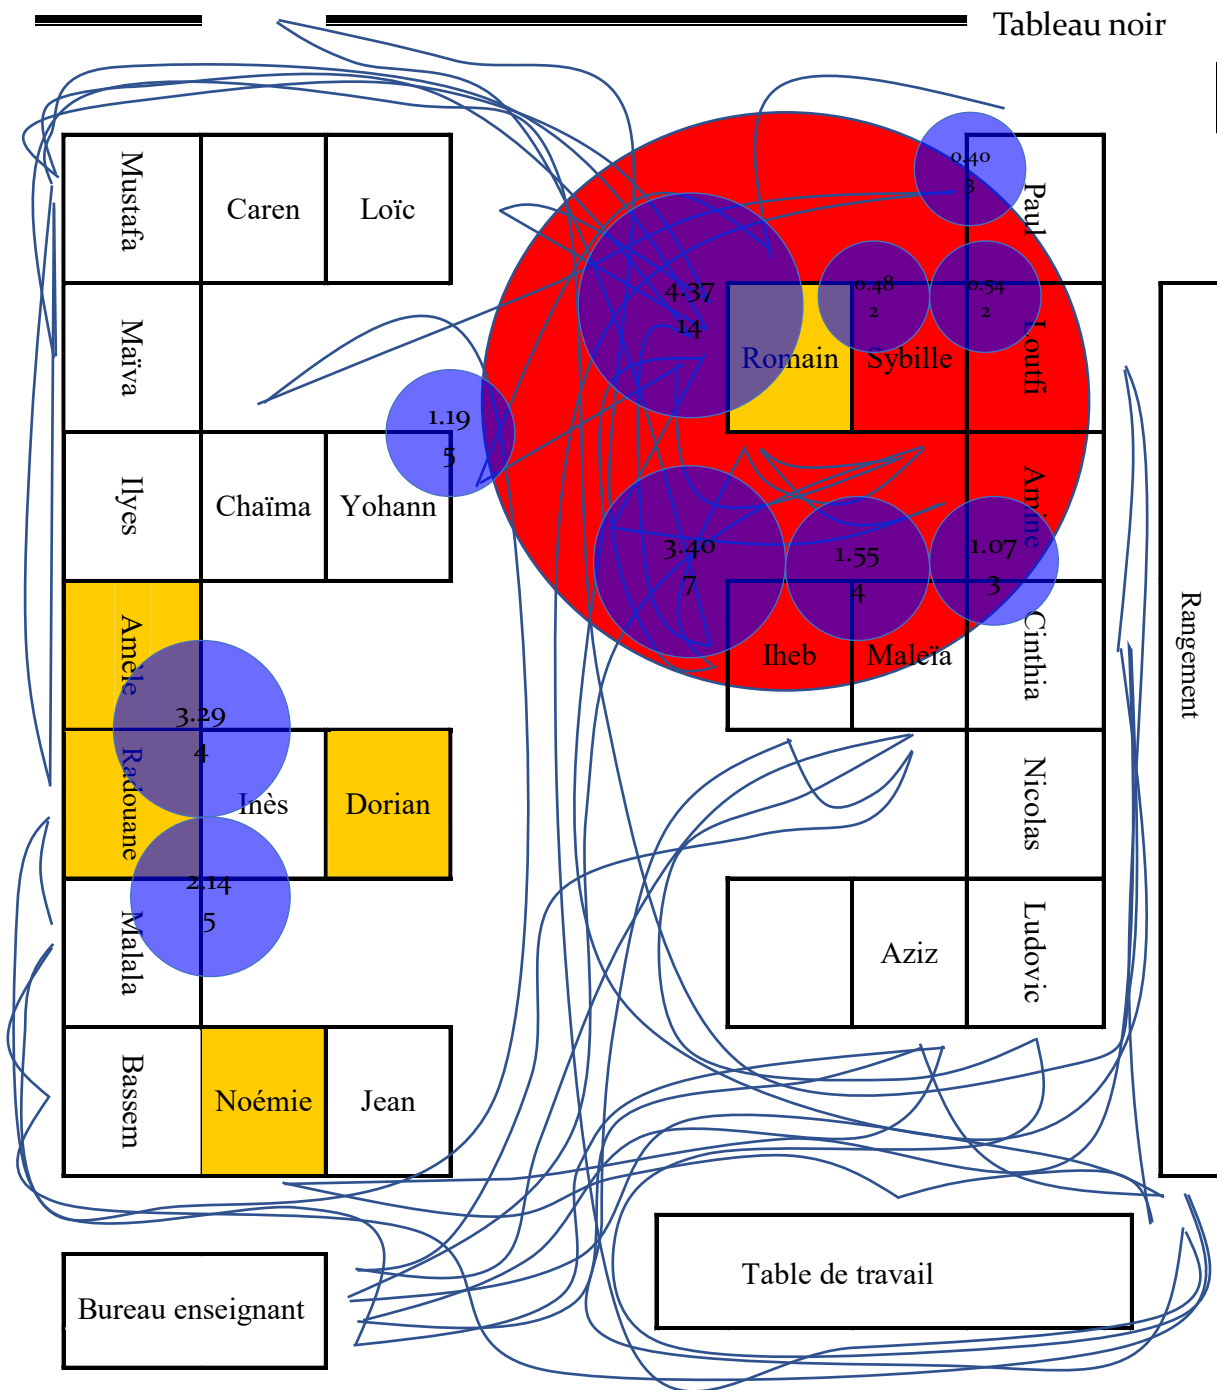 Tableau noir
Mustafa
Caren
Loïc
0.40
3
Paul
4.37
14
0.48
2
0.54
2
Maïva
Romain
Sybille
Loutfi
1.19
5
Ilyes
Chaïma
Yohann
Amine
3.40
7
1.55
4
1.07
3
Amèle
Iheb
Maleïa
Cinthia
Rangement
3.29
4
Radouane
Inès
Dorian
Nicolas
2.14
5
Malala
Aziz
Ludovic
Bassem
Noémie
Jean
Table de travail
Bureau enseignant